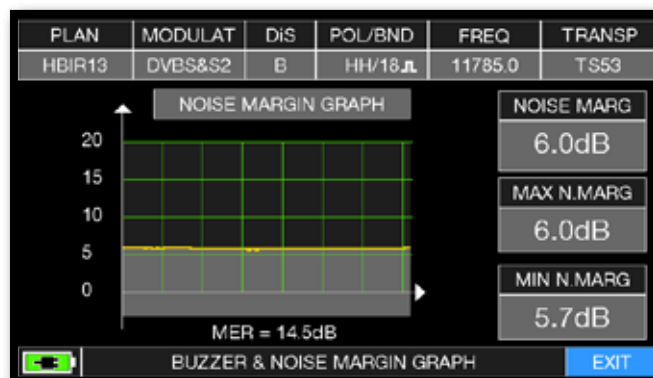 PLAN MODULAT DiS POL/BND FREQ TRANSP
HBIR13 DVBS&S2 B HH/18 11785.0 TS53
NOISE MARGIN GRAPH
20
15
10
5
0
MER = 14.5dB
NOISE MARG
6.0dB
MAX N.MARG
6.0dB
MIN N.MARG
5.7dB
BUZZER & NOISE MARGIN GRAPH EXIT